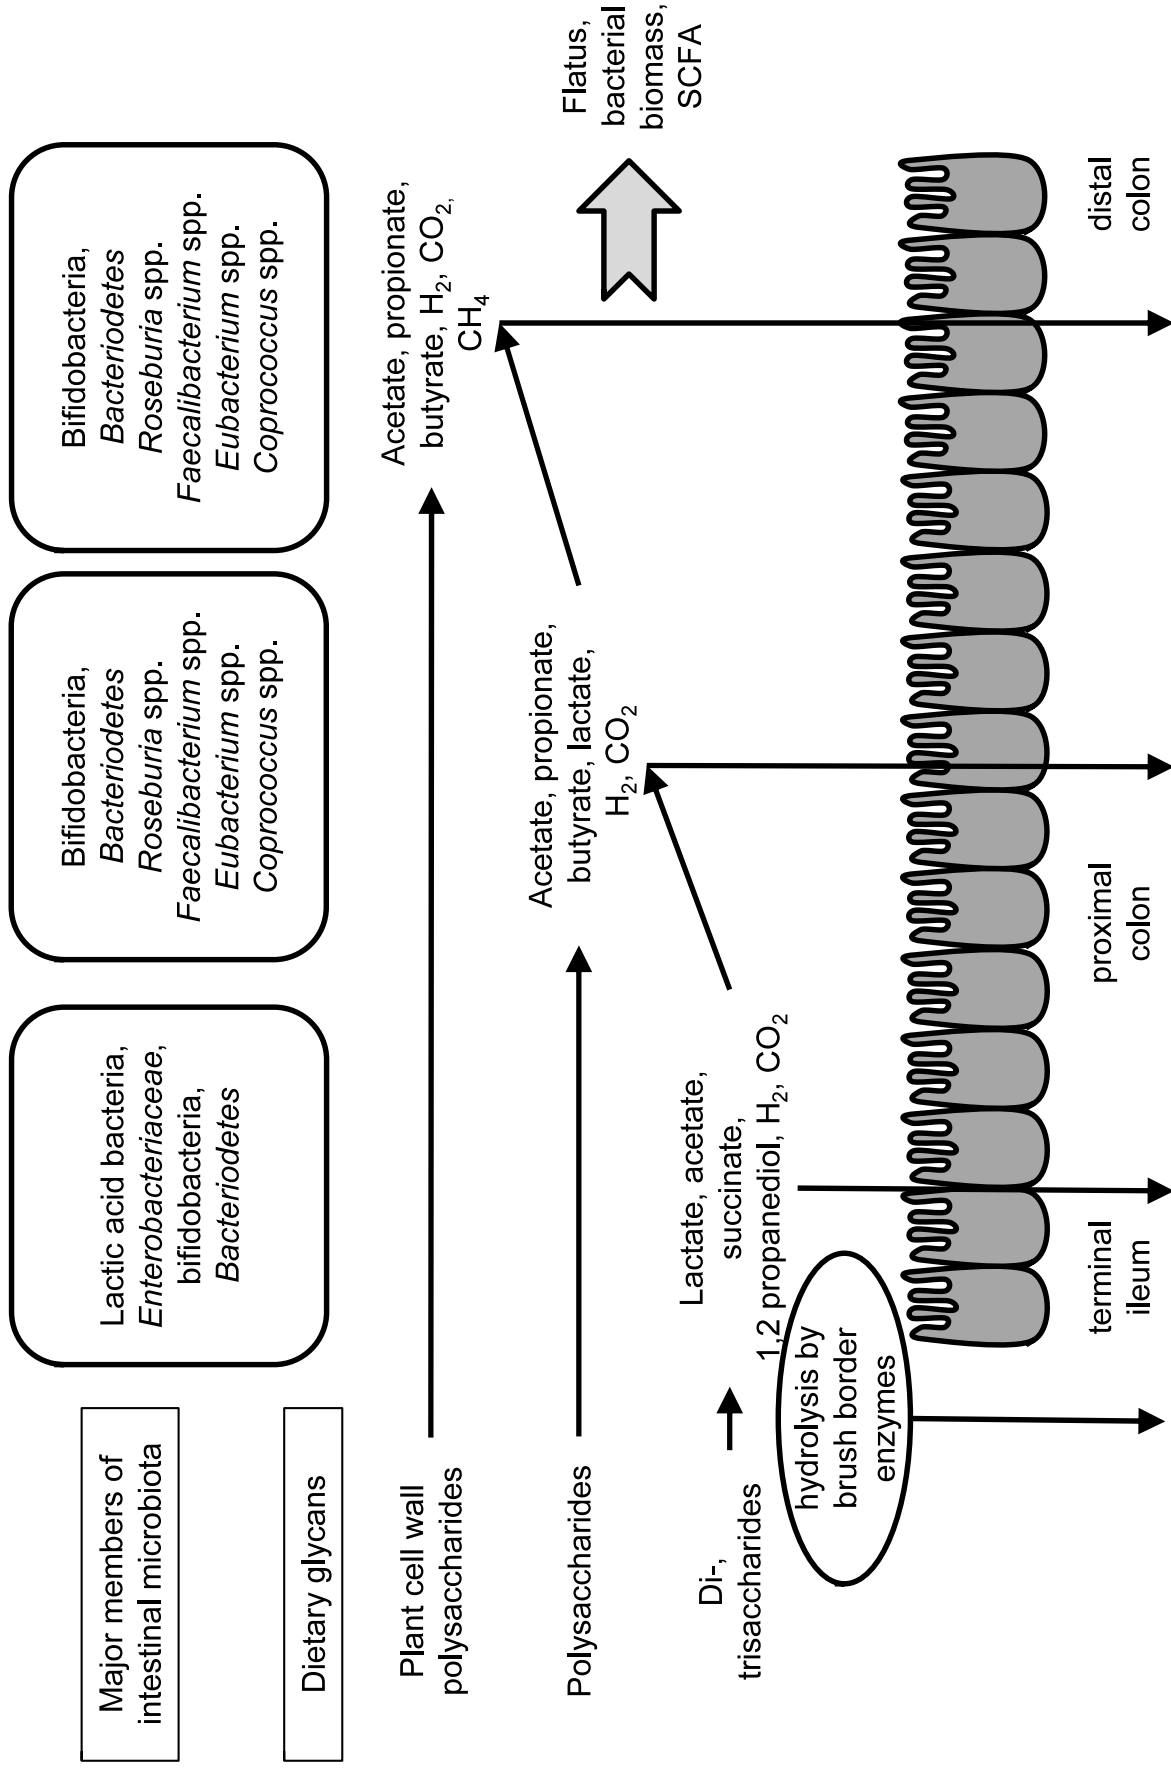 Major members of
intestinal microbiota
Lactic acid bacteria,
Enterobacteriaceae,
bifidobacteria,
Bacteriodetes
Bifidobacteria,
Bacteriodetes
Roseburia spp.
Faecalibacterium spp.
Eubacterium spp.
Coprococcus spp.
Bifidobacteria,
Bacteriodetes
Roseburia spp.
Faecalibacterium spp.
Eubacterium spp.
Coprococcus spp.
Dietary glycans
Plant cell wall
polysacharides
Acetate, propionate,
butyrate, H2, CO2,
CH4
Polysaccharides
Acetate, propionate,
butyrate, lactate,
H2, CO2
Flatus,
bacterial
biomass,
SCFA
Di-,
trisaccharides
Lactate, acetate,
succinate,
1,2 propanediol, H2, CO2
hydrolysis by
brush border
enzymes
terminal
ileum
proximal
colon
distal
colon